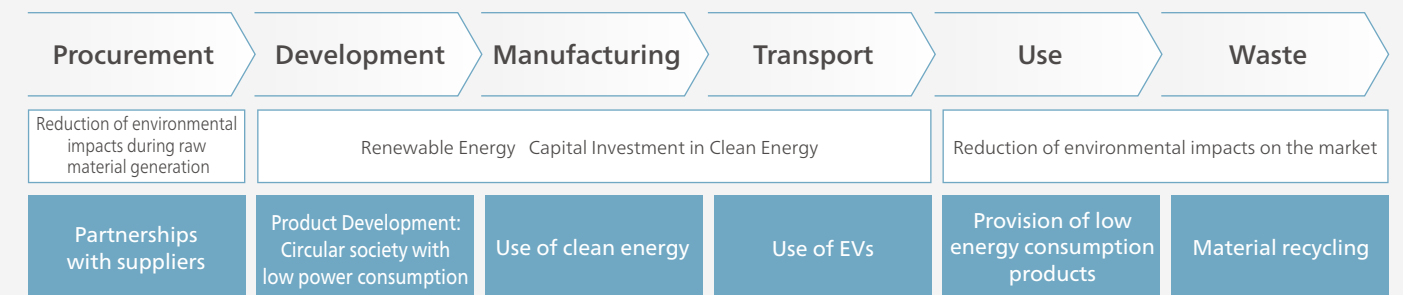 Procurement
Development
Manufacturing
Transport
Use
Waste
Reduction of environmental
impacts during raw
material generation
Renewable Energy   Capital Investment in Clean Energy
Reduction of environmental impacts on the market
Partnerships
with suppliers
Product Development:
Circular society with
low power consumption
Use of clean energy
Use of EVs
Provision of low
energy consumption
products
Material recycling